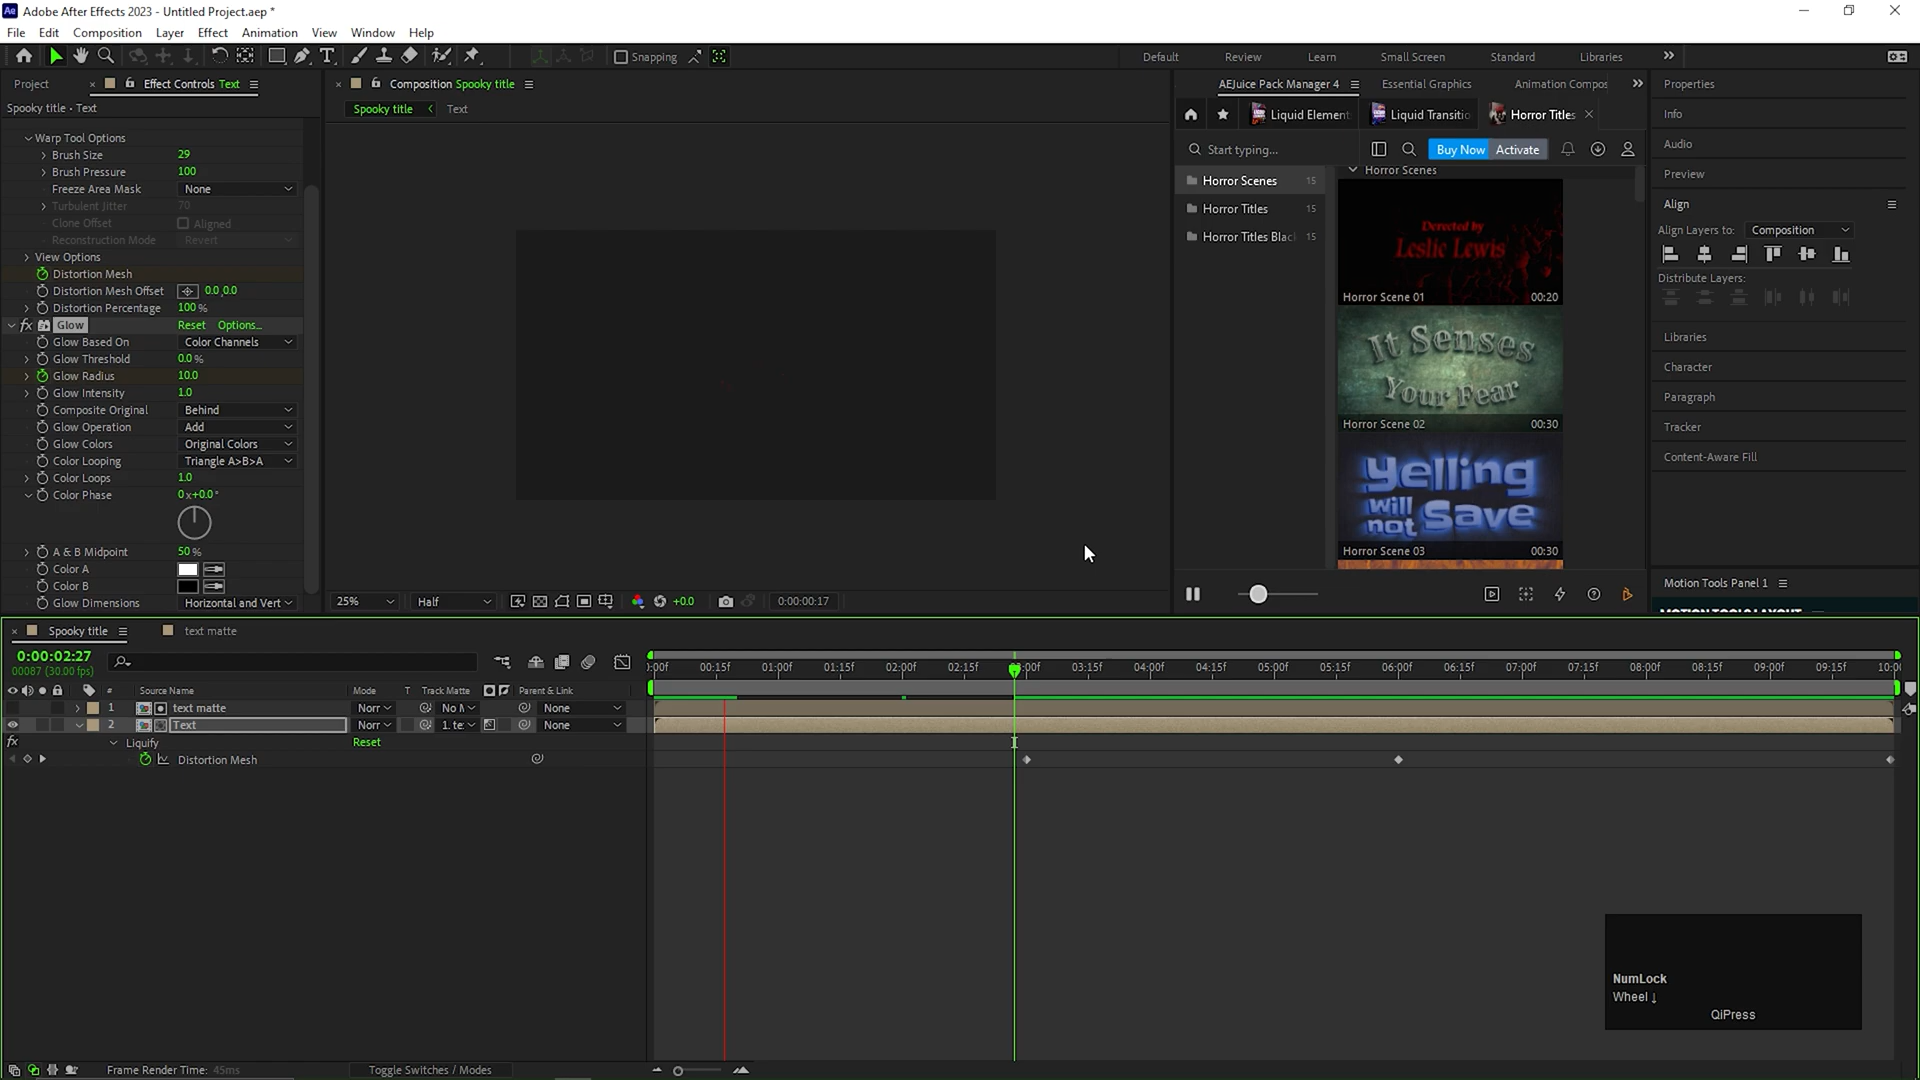 Adobe After Effects 2023 - Untitled Project.aep *
File Edit Composition Layer Effect Animation View Window Help
Snapping
Default Review Learn Small Screen Standard Libraries
Project
Effect Controls Text
Spooky title • Text
Warp Tool Options
Brush Size 29
Brush Pressure 100
Freeze Area Mask None
Turbulent Jitter 70
Clone Offset Aligned
Reconstruction Mode Revert
View Options
Distortion Mesh
Distortion Mesh Offset 0.0,0.0
Distortion Percentage 100 %
fx Glow Reset Options...
Glow Based On Color Channels
Glow Threshold 0.0 %
Glow Radius 10.0
Glow Intensity 1.0
Composite Original Behind
Glow Operation Add
Glow Colors Original Colors
Color Looping Triangle A>B>A
Color Loops 1.0
Color Phase 0 x+0.0 °
A & B Midpoint 50 %
Color A
Color B
Glow Dimensions Horizontal and Vert
Composition Spooky title
Spooky title Text
25% Half +0.0 0:00:00:17
AEJuice Pack Manager 4 Essential Graphics Animation Compos
Liquid Element Liquid Transitio Horror Titles
Start typing... Buy Now Activate
Horror Scenes 15
Horror Titles 15
Horror Titles Blac 15
Horror Scenes
Derected by
Leslie Lewis
Horror Scene 01 00:20
It Senses
Your Fear
Horror Scene 02 00:30
Yelling
will not Save
Horror Scene 03 00:30
Properties
Info
Audio
Preview
Align
Align Layers to: Composition
Distribute Layers:
Libraries
Character
Paragraph
Tracker
Content-Aware Fill
Motion Tools Panel 1
MOTION TOOLS LAYOUT
Spooky title text matte
0:00:02:27
00087 (30.00 fps)
:00f 00:15f 01:00f 01:15f 02:00f 02:15f 03:00f 03:15f 04:00f 04:15f 05:00f 05:15f 06:00f 06:15f 07:00f 07:15f 08:00f 08:15f 09:00f 09:15f 10:00
# Source Name Mode T Track Matte Parent & Link
1 text matte Norr No M None
2 Text Norr 1. te None
fx Liquify Reset
Distortion Mesh
NumLock
Wheel ↓
QiPress
Frame Render Time: 45ms
Toggle Switches / Modes